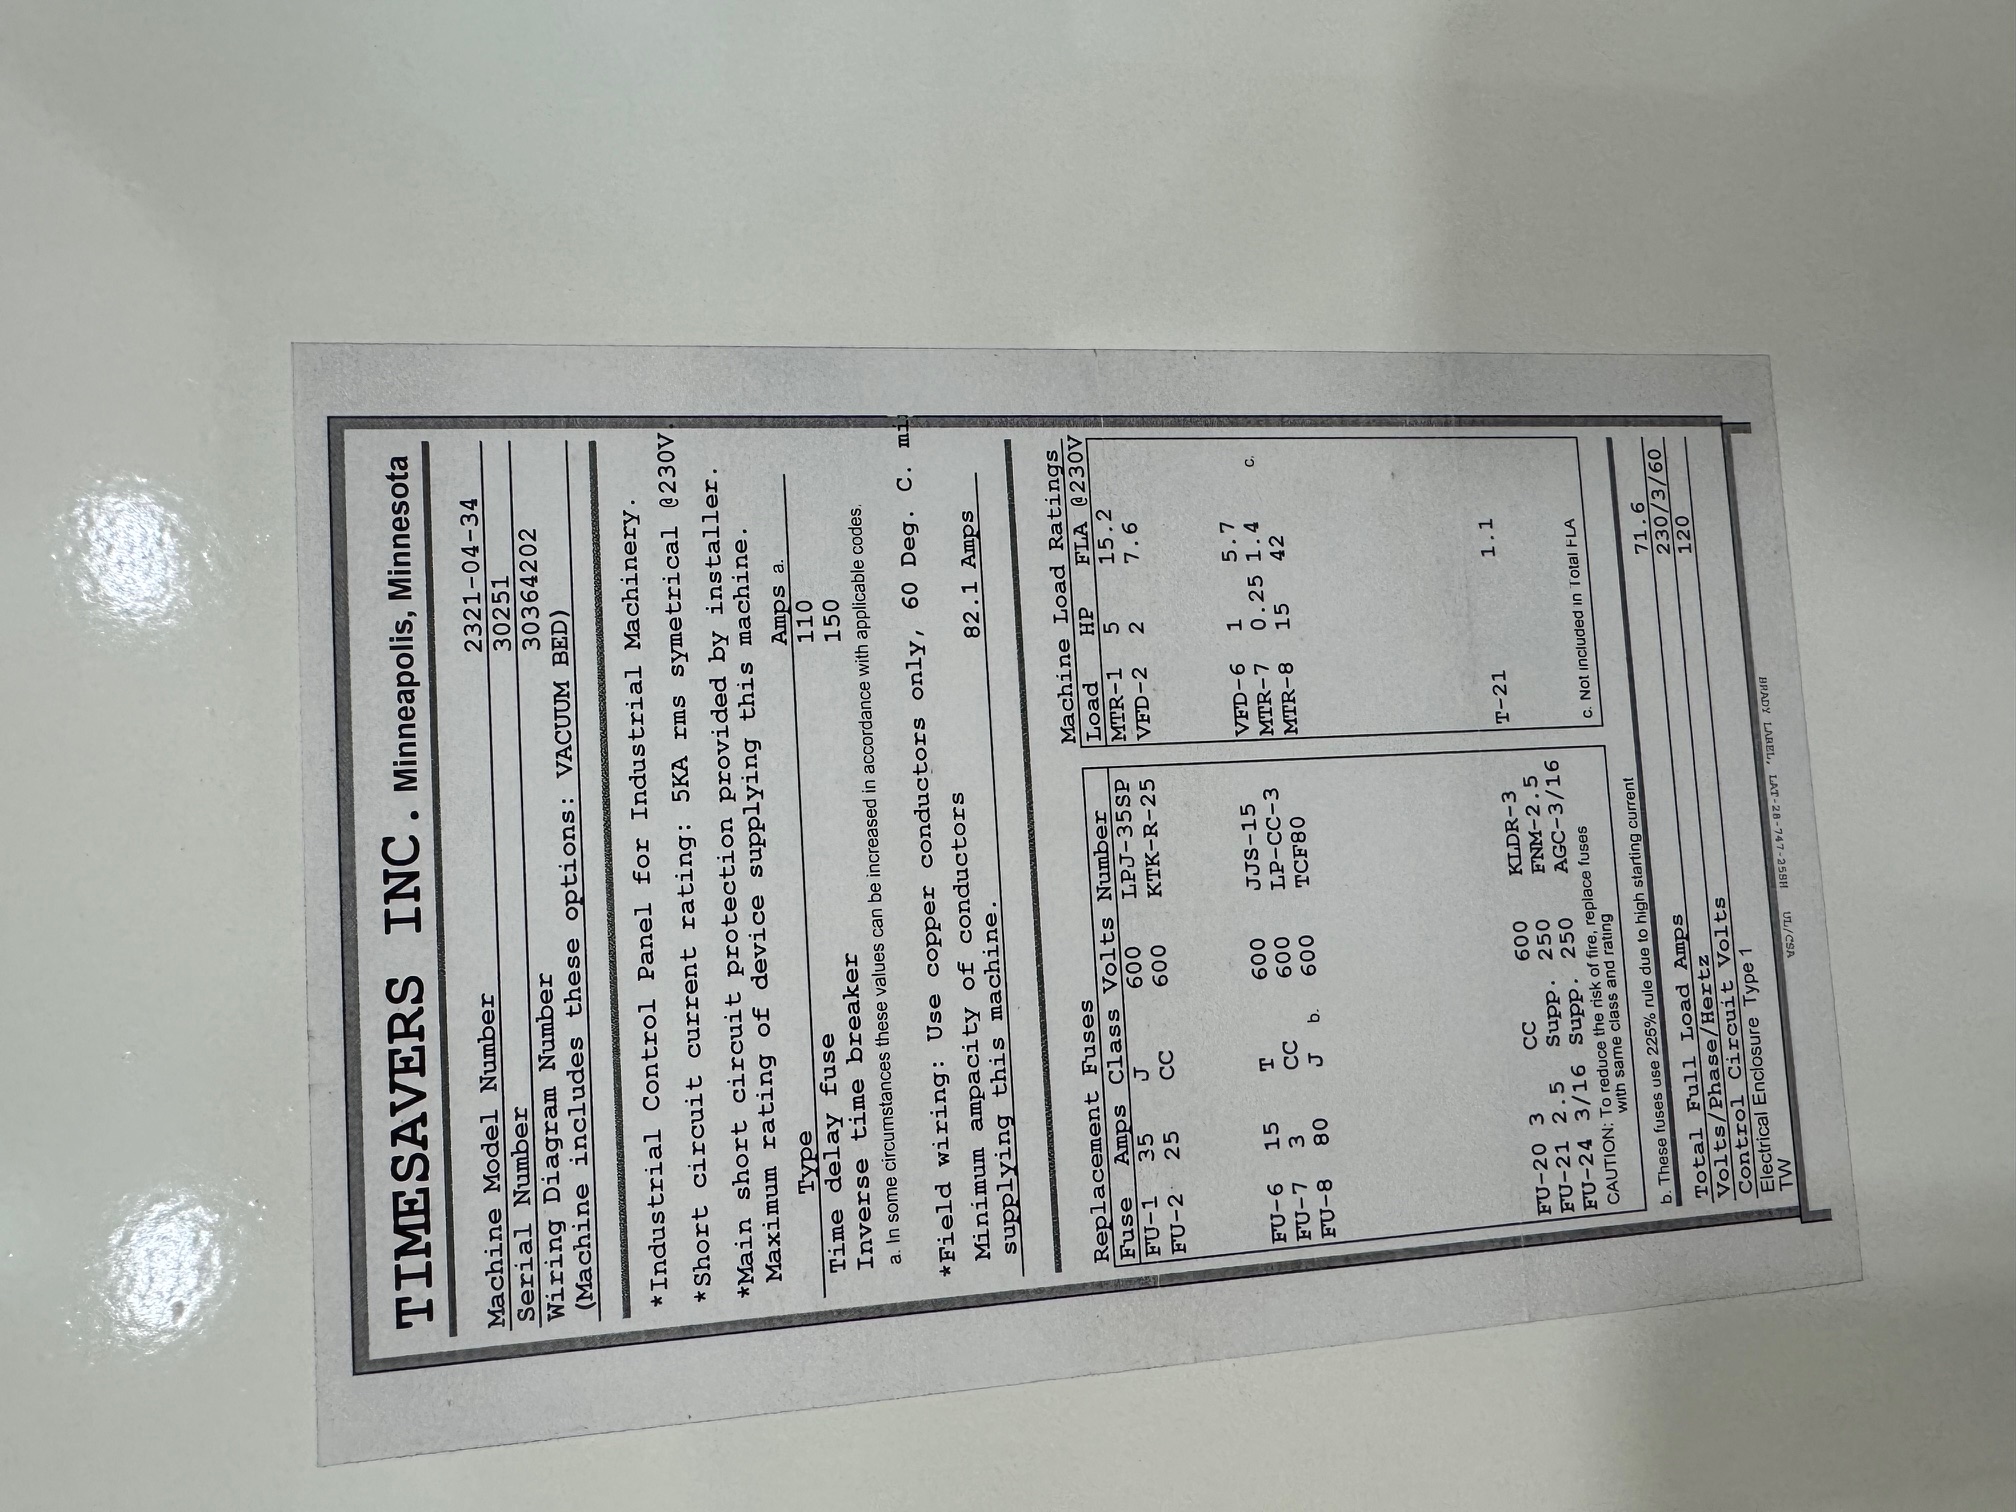 TIMESAVERS INC. Minneapolis, Minnesota
Machine Model Number 2321-04-34
Serial Number 30251
Wiring Diagram Number 30364202
(Machine includes these options: VACUUM BED)
*Industrial Control Panel for Industrial Machinery.
*Short circuit current rating: 5KA rms symetrical @230V.
*Main short circuit protection provided by installer.
Maximum rating of device supplying this machine.
Type Amps a.
Time delay fuse 110
Inverse time breaker 150
a. In some circumstances these values can be increased in accordance with applicable codes.
*Field wiring: Use copper conductors only, 60 Deg. C. mi
Minimum ampacity of conductors
supplying this machine. 82.1 Amps
Replacement Fuses
Fuse Amps Class Volts Number
FU-1 35 J 600 LPJ-35SP
FU-2 25 CC 600 KTK-R-25
FU-6 15 T 600 JJS-15
FU-7 3 CC 600 LP-CC-3
FU-8 80 J b. 600 TCF80
FU-20 3 CC 600 KLDR-3
FU-21 2.5 Supp. 250 FNM-2.5
FU-24 3/16 Supp. 250 AGC-3/16
CAUTION: To reduce the risk of fire, replace fuses
with same class and rating
Machine Load Ratings
Load HP FLA @230V
MTR-1 5 15.2
VFD-2 2 7.6
VFD-6 1 5.7
MTR-7 0.25 1.4 c.
MTR-8 15 42
T-21 1.1
c. Not included in Total FLA
b. These fuses use 225% rule due to high starting current
Total Full Load Amps 71.6
Volts/Phase/Hertz 230/3/60
Control Circuit Volts 120
Electrical Enclosure Type 1
TW
BRADY LABEL, LAT-28-747-25SH UL/CSA